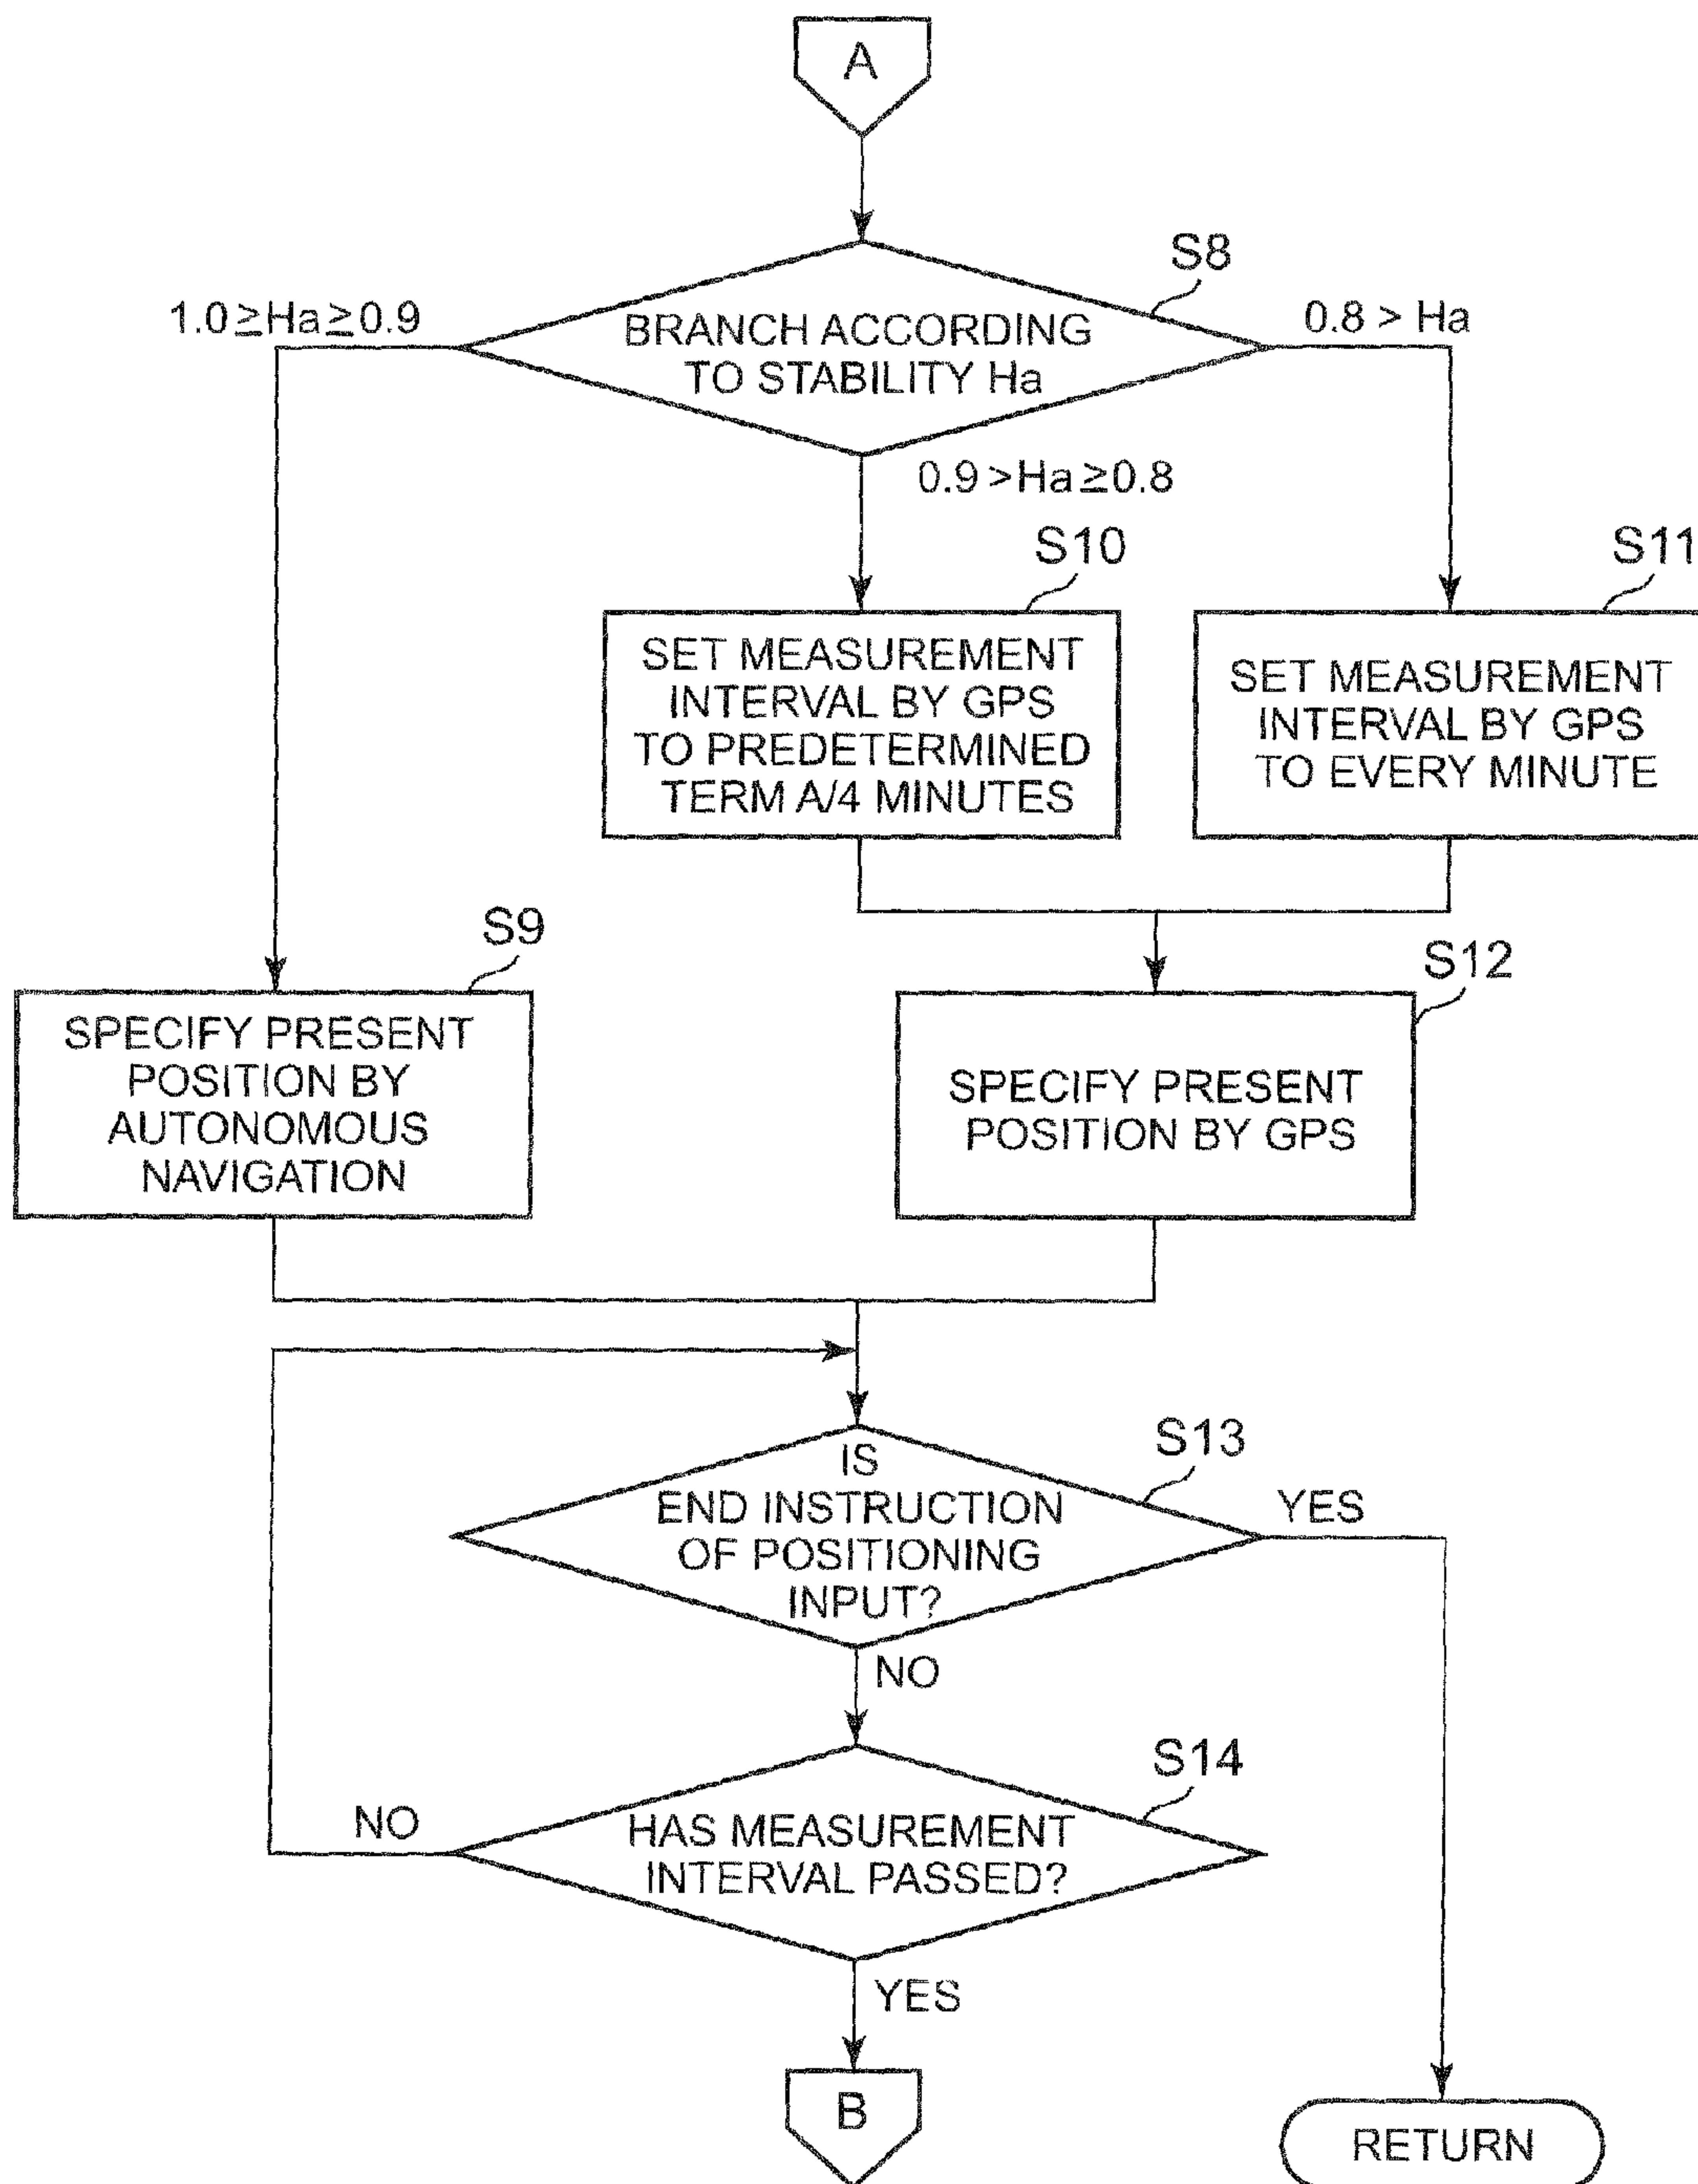 A
S8
1.0≥Ha≥0.9
BRANCH ACCORDING
TO STABILITY Ha
0.8 > Ha
0.9>Ha≥0.8
S10
SET MEASUREMENT
INTERVAL BY GPS
TO PREDETERMINED
TERM A/4 MINUTES
S11
SET MEASUREMENT
INTERVAL BY GPS
TO EVERY MINUTE
S9
SPECIFY PRESENT
POSITION BY
AUTONOMOUS
NAVIGATION
S12
SPECIFY PRESENT
POSITION BY GPS
S13
IS
END INSTRUCTION
OF POSITIONING
INPUT?
YES
NO
S14
NO
HAS MEASUREMENT
INTERVAL PASSED?
YES
B
RETURN